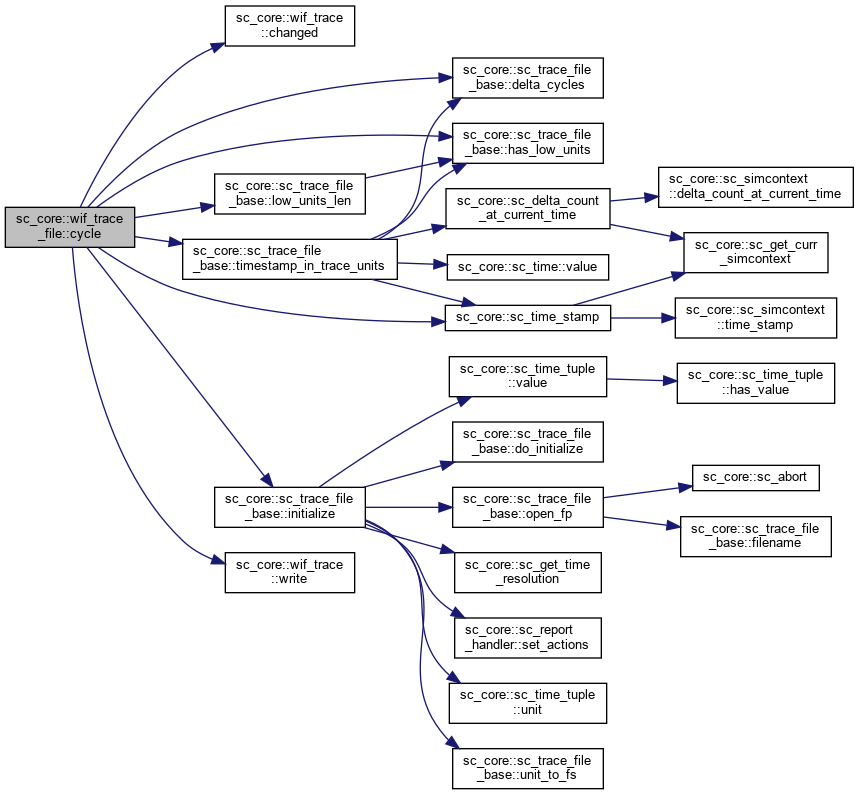 sc_core::wif_trace
_file::cycle
sc_core::wif_trace
::changed
sc_core::sc_trace_file
_base::delta_cycles
sc_core::sc_trace_file
_base::has_low_units
sc_core::sc_trace_file
_base::low_units_len
sc_core::sc_trace_file
_base::timestamp_in_trace_units
sc_core::sc_delta_count
_at_current_time
sc_core::sc_simcontext
::delta_count_at_current_time
sc_core::sc_get_curr
_simcontext
sc_core::sc_time::value
sc_core::sc_time_stamp
sc_core::sc_simcontext
::time_stamp
sc_core::sc_trace_file
_base::initialize
sc_core::sc_time_tuple
::value
sc_core::sc_time_tuple
::has_value
sc_core::sc_trace_file
_base::do_initialize
sc_core::sc_trace_file
_base::open_fp
sc_core::sc_abort
sc_core::sc_trace_file
_base::filename
sc_core::sc_get_time
_resolution
sc_core::sc_report
_handler::set_actions
sc_core::sc_time_tuple
::unit
sc_core::sc_trace_file
_base::unit_to_fs
sc_core::wif_trace
::write